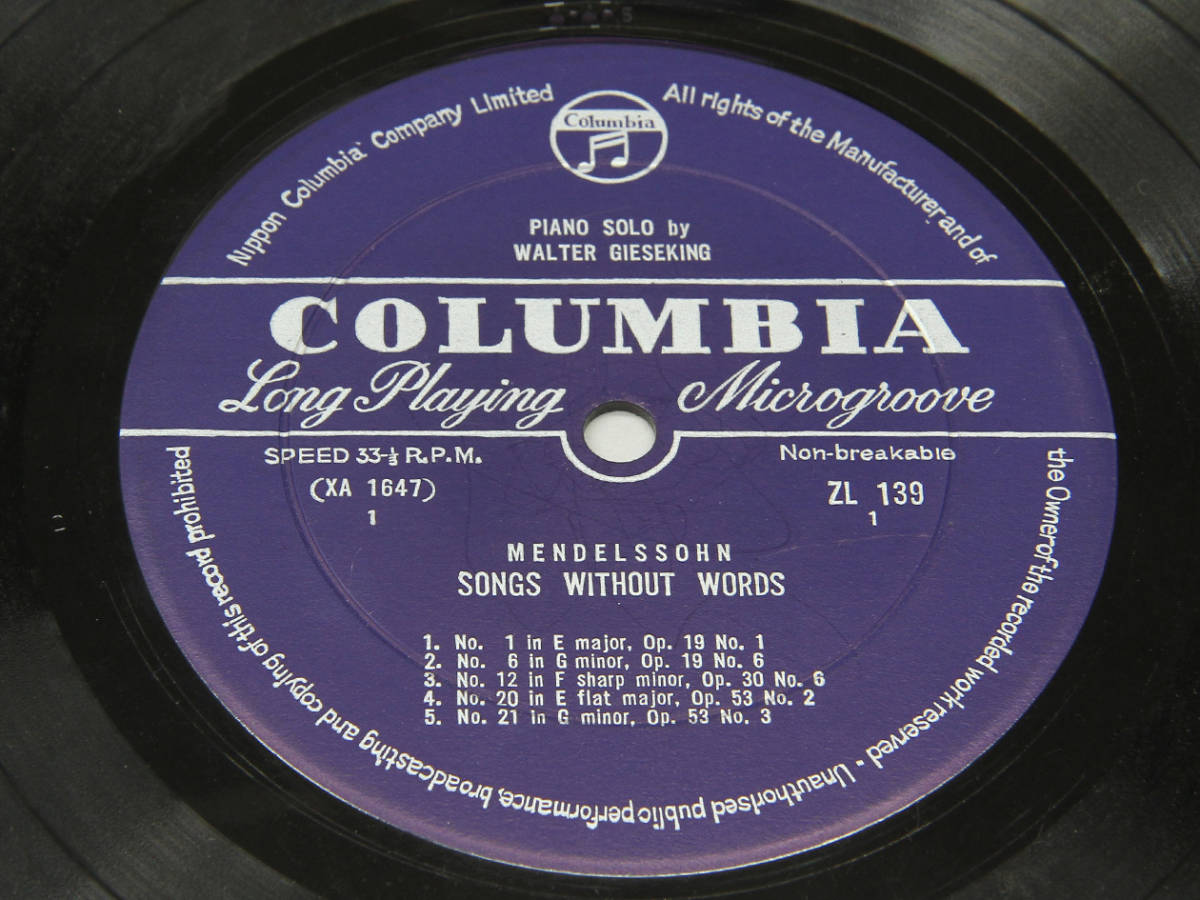 Nippon Columbia Company Limited
All rights of the Manufacturer and of the Owner of the recorded work reserved - Unauthorised public performance, broadcasting and copying of this record prohibited
Columbia
PIANO SOLO by
WALTER GIESEKING
COLUMBIA
Long Playing Microgroove
SPEED 33-⅓ R.P.M. Non-breakable
(XA 1647) ZL 139
1 1
MENDELSSOHN
SONGS WITHOUT WORDS
1. No. 1 in E major, Op. 19 No. 1
2. No. 6 in G minor, Op. 19 No. 6
3. No. 12 in F sharp minor, Op. 30 No. 6
4. No. 20 in E flat major, Op. 53 No. 2
5. No. 21 in G minor, Op. 53 No. 3